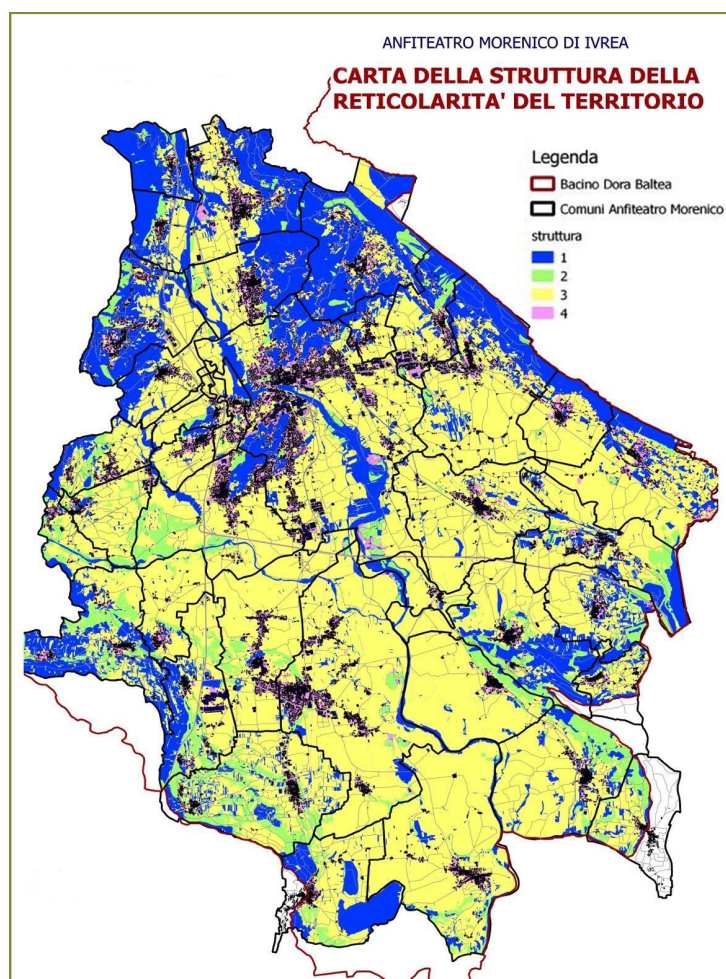 ANFITEATRO MORENICO DI IVREA
CARTA DELLA STRUTTURA DELLA
RETICOLARITA' DEL TERRITORIO
Legenda
Bacino Dora Baltea
Comuni Anfiteatro Morenico
struttura
1
2
3
4